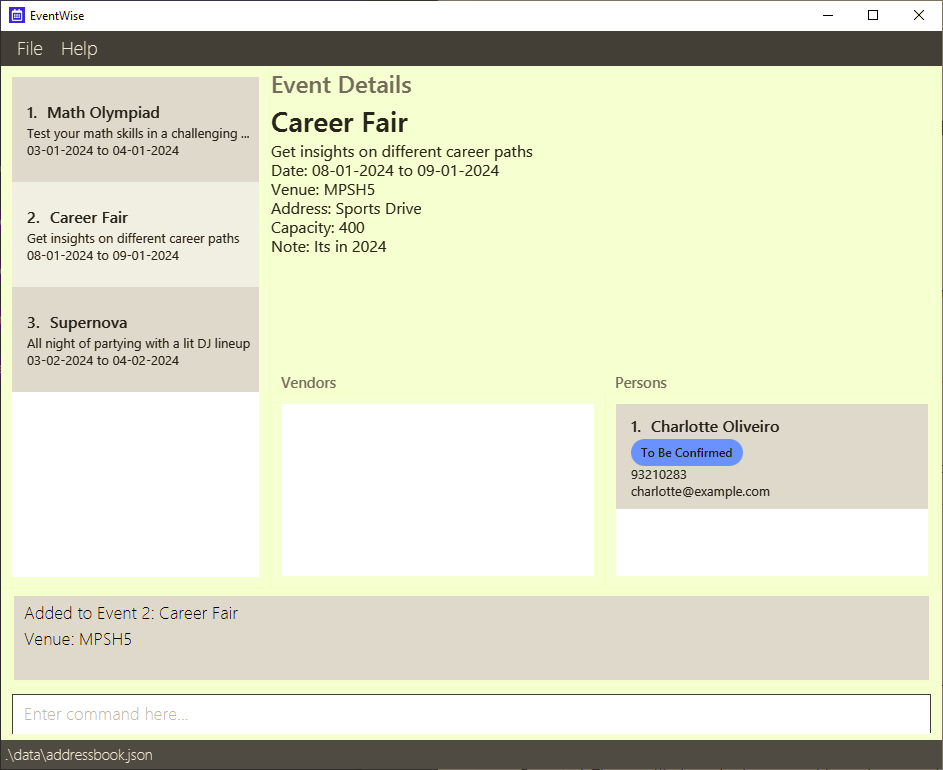 EventWise
File Help
1. Math Olympiad
Test your math skills in a challenging ...
03-01-2024 to 04-01-2024
2. Career Fair
Get insights on different career paths
08-01-2024 to 09-01-2024
3. Supernova
All night of partying with a lit DJ lineup
03-02-2024 to 04-02-2024
Event Details
Career Fair
Get insights on different career paths
Date: 08-01-2024 to 09-01-2024
Venue: MPSH5
Address: Sports Drive
Capacity: 400
Note: Its in 2024
Vendors
Persons
1. Charlotte Oliveiro
To Be Confirmed
93210283
charlotte@example.com
Added to Event 2: Career Fair
Venue: MPSH5
Enter command here...
.\data\addressbook.json